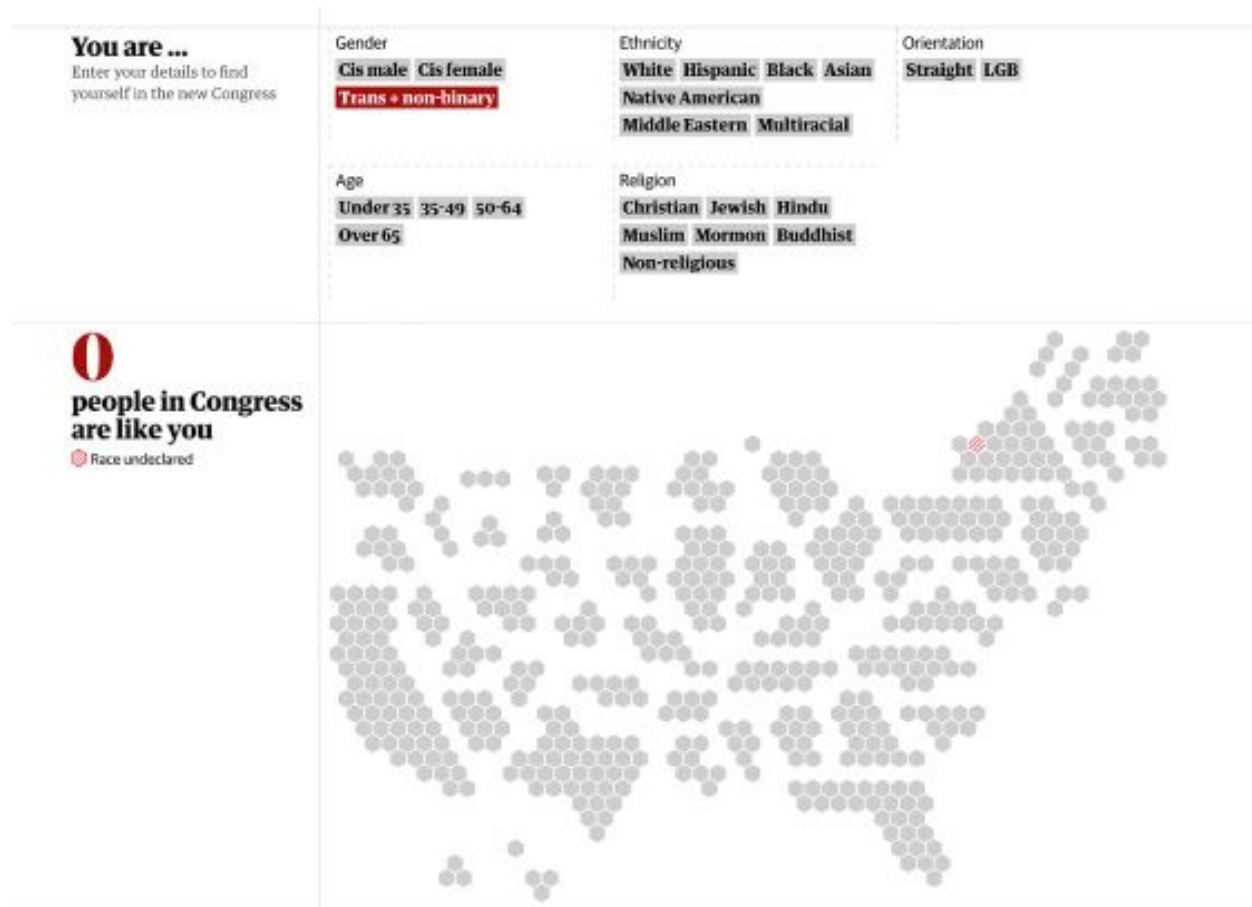 You are ...
Enter your details to find
yourself in the new Congress
Gender
Cis male Cis female
Trans + non-binary
Ethnicity
White Hispanic Black Asian
Native American
Middle Eastern Multiracial
Orientation
Straight LGB
Age
Under 35 35-49 50-64
Over 65
Religion
Christian Jewish Hindu
Muslim Mormon Buddhist
Non-religious
0
people in Congress
are like you
Race undeclared